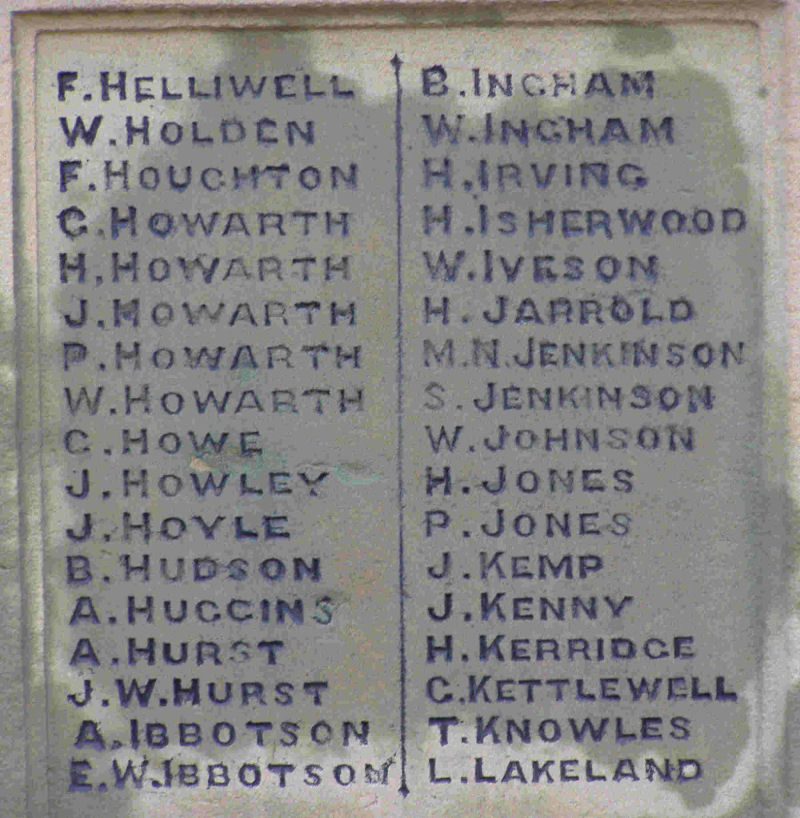 F.HELLIWELL
W.HOLDEN
F.HOUGHTON
C.HOWARTH
H.HOWARTH
J.HOWARTH
P.HOWARTH
W.HOWARTH
C.HOWE
J.HOWLEY
J.HOYLE
B.HUDSON
A.HUGGINS
A.HURST
J.W.HURST
A.IBBOTSON
E.W.IBBOTSON
B.INGHAM
W.INGHAM
H.IRVING
H.ISHERWOOD
W.IVESON
H.JARROLD
M.N.JENKINSON
S.JENKINSON
W.JOHNSON
H.JONES
P.JONES
J.KEMP
J.KENNY
H.KERRIDGE
C.KETTLEWELL
T.KNOWLES
L.LAKELAND